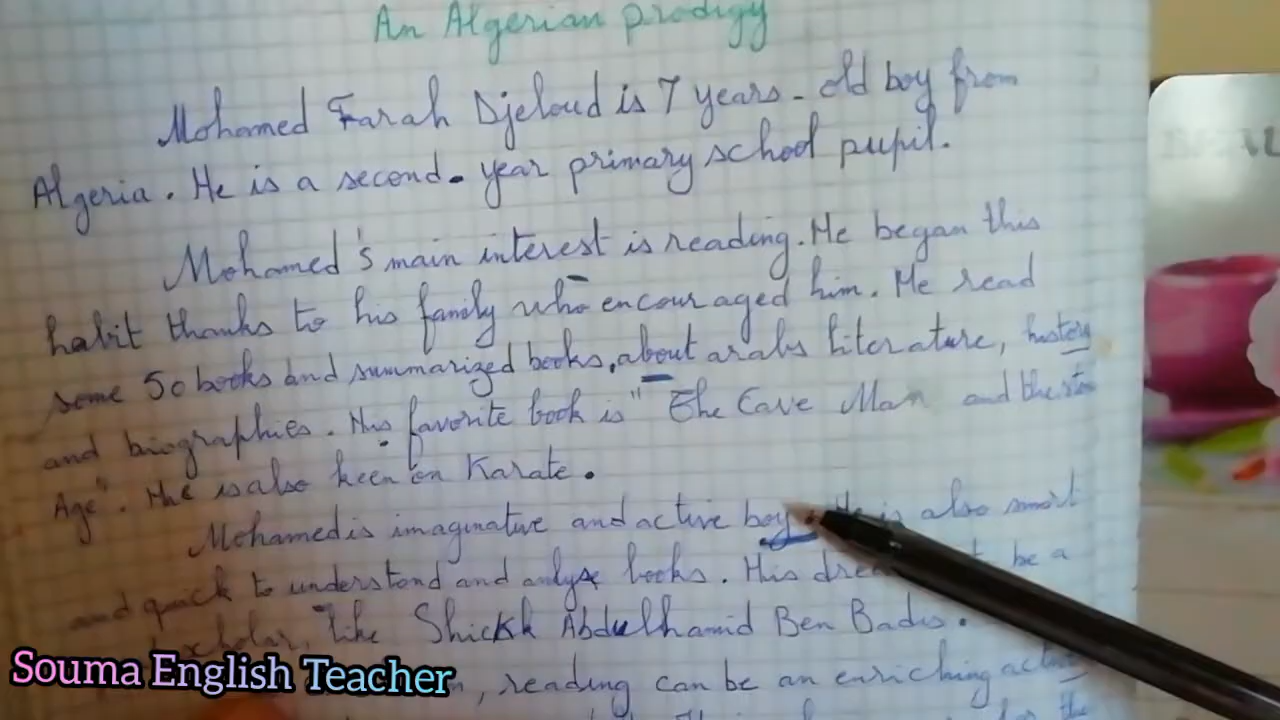 An Algerian prodigy
Mohamed Farah Djeloud is 7 years - old boy from
Algeria. He is a second - year primary school pupil.
Mohamed's main interest is reading. He began this
habit thanks to his family who encouraged him. He read
some 50 books and summarized books, about arabs literature, history
and biographies. His favorite book is " The Cave Man and the
Age". He is also keen on Karate.
Mohamed is imaginative and active boy. He is also smart
and quick to understand and anlyse books. His be a
scholar, like Shickh Abdulhamid Ben Badis.
, reading can be an enriching
for the
Souma English Teacher